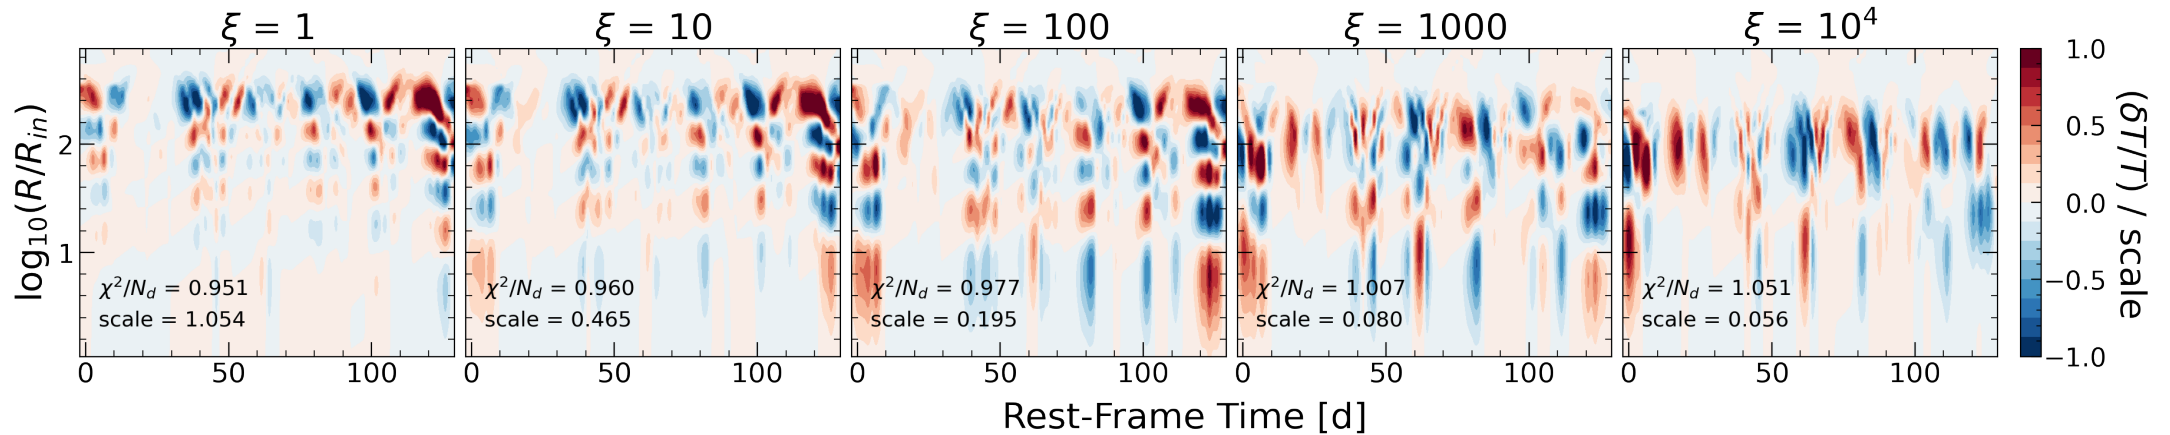 ξ = 1 ξ = 10 ξ = 100 ξ = 1000 ξ = 10⁴
log₁₀(R/Rᵢₙ)
2
1
χ²/N_d = 0.951
scale = 1.054
χ²/N_d = 0.960
scale = 0.465
χ²/N_d = 0.977
scale = 0.195
χ²/N_d = 1.007
scale = 0.080
χ²/N_d = 1.051
scale = 0.056
0 50 100 0 50 100 0 50 100 0 50 100 0 50 100
Rest-Frame Time [d]
1.0
0.5
0.0
−0.5
−1.0
(δT/T) / scale